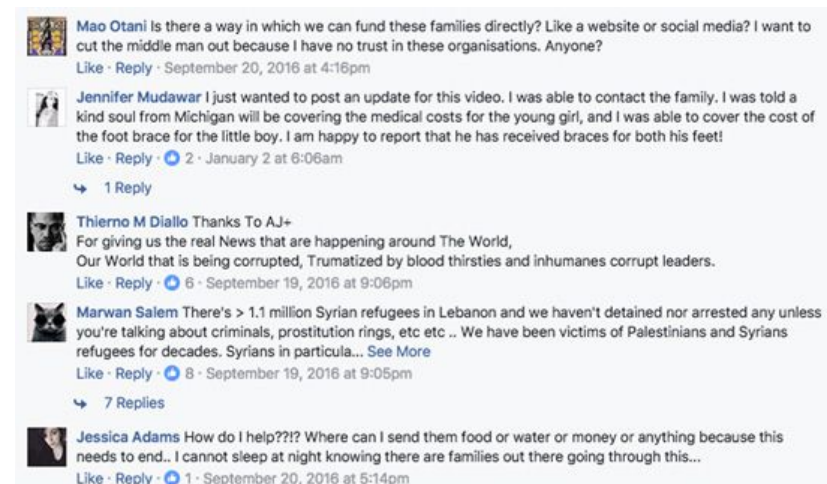 Mao Otani Is there a way in which we can fund these families directly? Like a website or social media? I want to
cut the middle man out because I have no trust in these organisations. Anyone?
Like · Reply · September 20, 2016 at 4:16pm
Jennifer Mudawar I just wanted to post an update for this video. I was able to contact the family. I was told a
kind soul from Michigan will be covering the medical costs for the young girl, and I was able to cover the cost of
the foot brace for the little boy. I am happy to report that he has received braces for both his feet!
Like · Reply · 2 · January 2 at 6:06am
1 Reply
Thierno M Diallo Thanks To AJ+
For giving us the real News that are happening around The World,
Our World that is being corrupted, Trumatized by blood thirsties and inhumanes corrupt leaders.
Like · Reply · 6 · September 19, 2016 at 9:06pm
Marwan Salem There's > 1.1 million Syrian refugees in Lebanon and we haven't detained nor arrested any unless
you're talking about criminals, prostitution rings, etc etc .. We have been victims of Palestinians and Syrians
refugees for decades. Syrians in particula... See More
Like · Reply · 8 · September 19, 2016 at 9:05pm
7 Replies
Jessica Adams How do I help??!? Where can I send them food or water or money or anything because this
needs to end.. I cannot sleep at night knowing there are families out there going through this...
Like · Reply · 1 · September 20, 2016 at 5:14pm